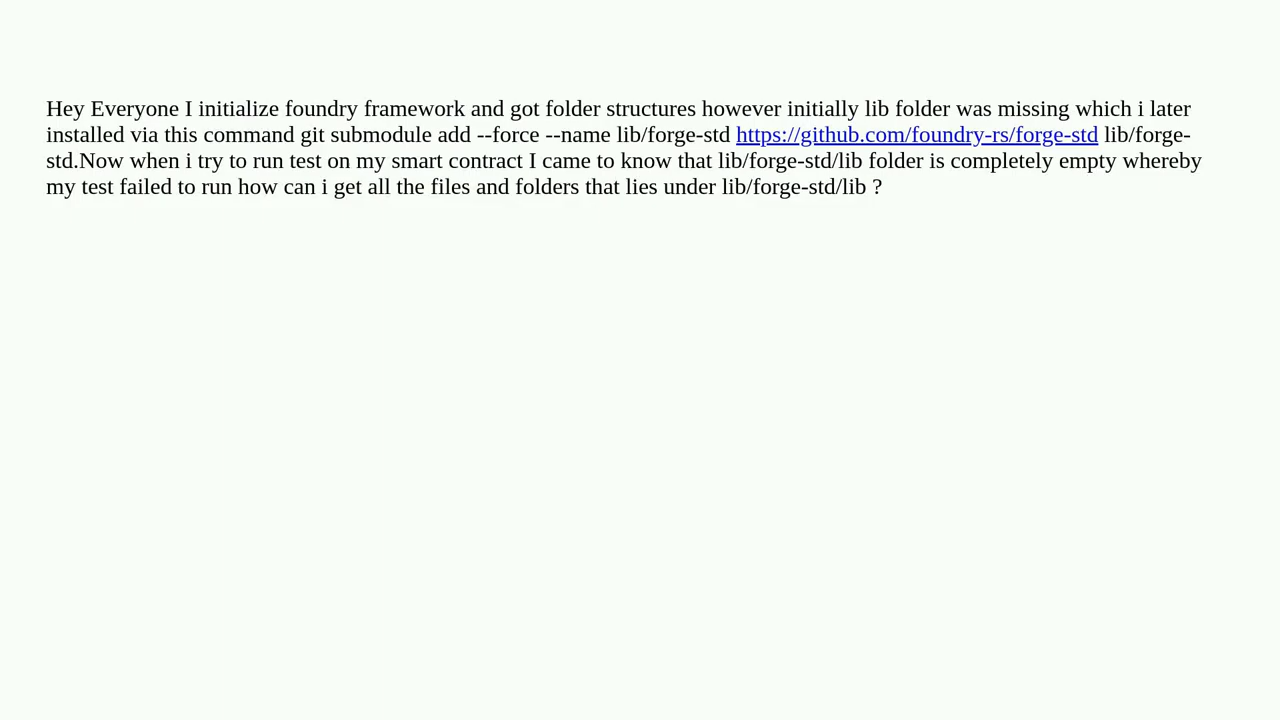 Hey Everyone I initialize foundry framework and got folder structures however initially lib folder was missing which i later
installed via this command git submodule add --force --name lib/forge-std https://github.com/foundry-rs/forge-std lib/forge-
std.Now when i try to run test on my smart contract I came to know that lib/forge-std/lib folder is completely empty whereby
my test failed to run how can i get all the files and folders that lies under lib/forge-std/lib ?